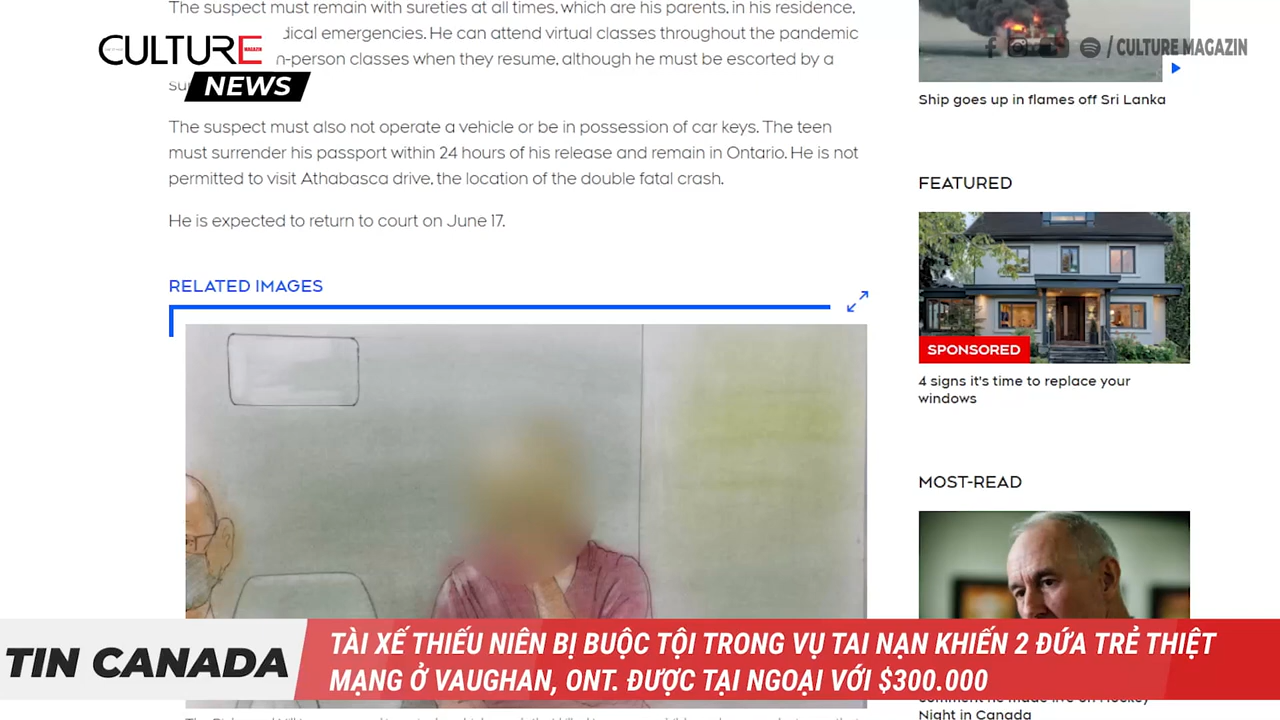 The suspect must remain with sureties at all times, which are his parents, in his residence,
dical emergencies. He can attend virtual classes throughout the pandemic
n-person classes when they resume, although he must be escorted by a
su
CULTURE
MAGAZINE
NEWS
/ CULTURE MAGAZIN
The suspect must also not operate a vehicle or be in possession of car keys. The teen
must surrender his passport within 24 hours of his release and remain in Ontario. He is not
permitted to visit Athabasca drive, the location of the double fatal crash.
He is expected to return to court on June 17.
RELATED IMAGES
Ship goes up in flames off Sri Lanka
FEATURED
SPONSORED
4 signs it's time to replace your
windows
MOST-READ
Night in Canada
TIN CANADA
TÀI XẾ THIẾU NIÊN BỊ BUỘC TỘI TRONG VỤ TAI NẠN KHIẾN 2 ĐỨA TRẺ THIỆT
MẠNG Ở VAUGHAN, ONT. ĐƯỢC TẠI NGOẠI VỚI $300.000